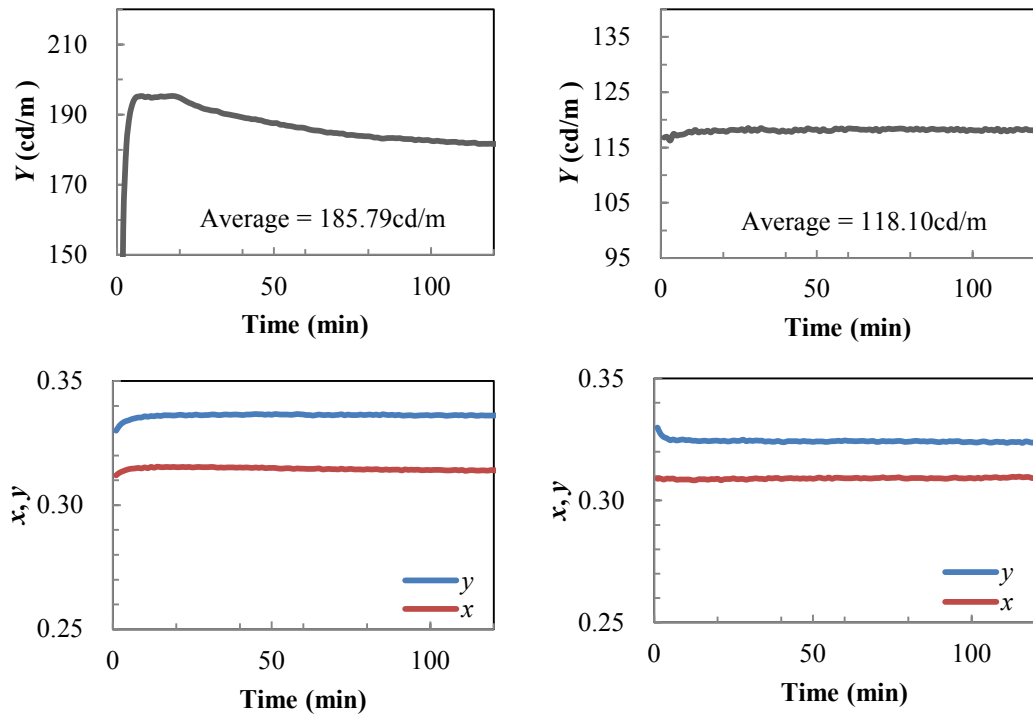 210
190
170
150
Y (cd/m )
Average = 185.79cd/m
0 50 100
Time (min)
135
125
115
105
95
Y (cd/m )
Average = 118.10cd/m
0 50 100
Time (min)
0.35
0.30
0.25
x, y
y
x
0 50 100
Time (min)
0.35
0.30
0.25
x, y
y
x
0 50 100
Time (min)